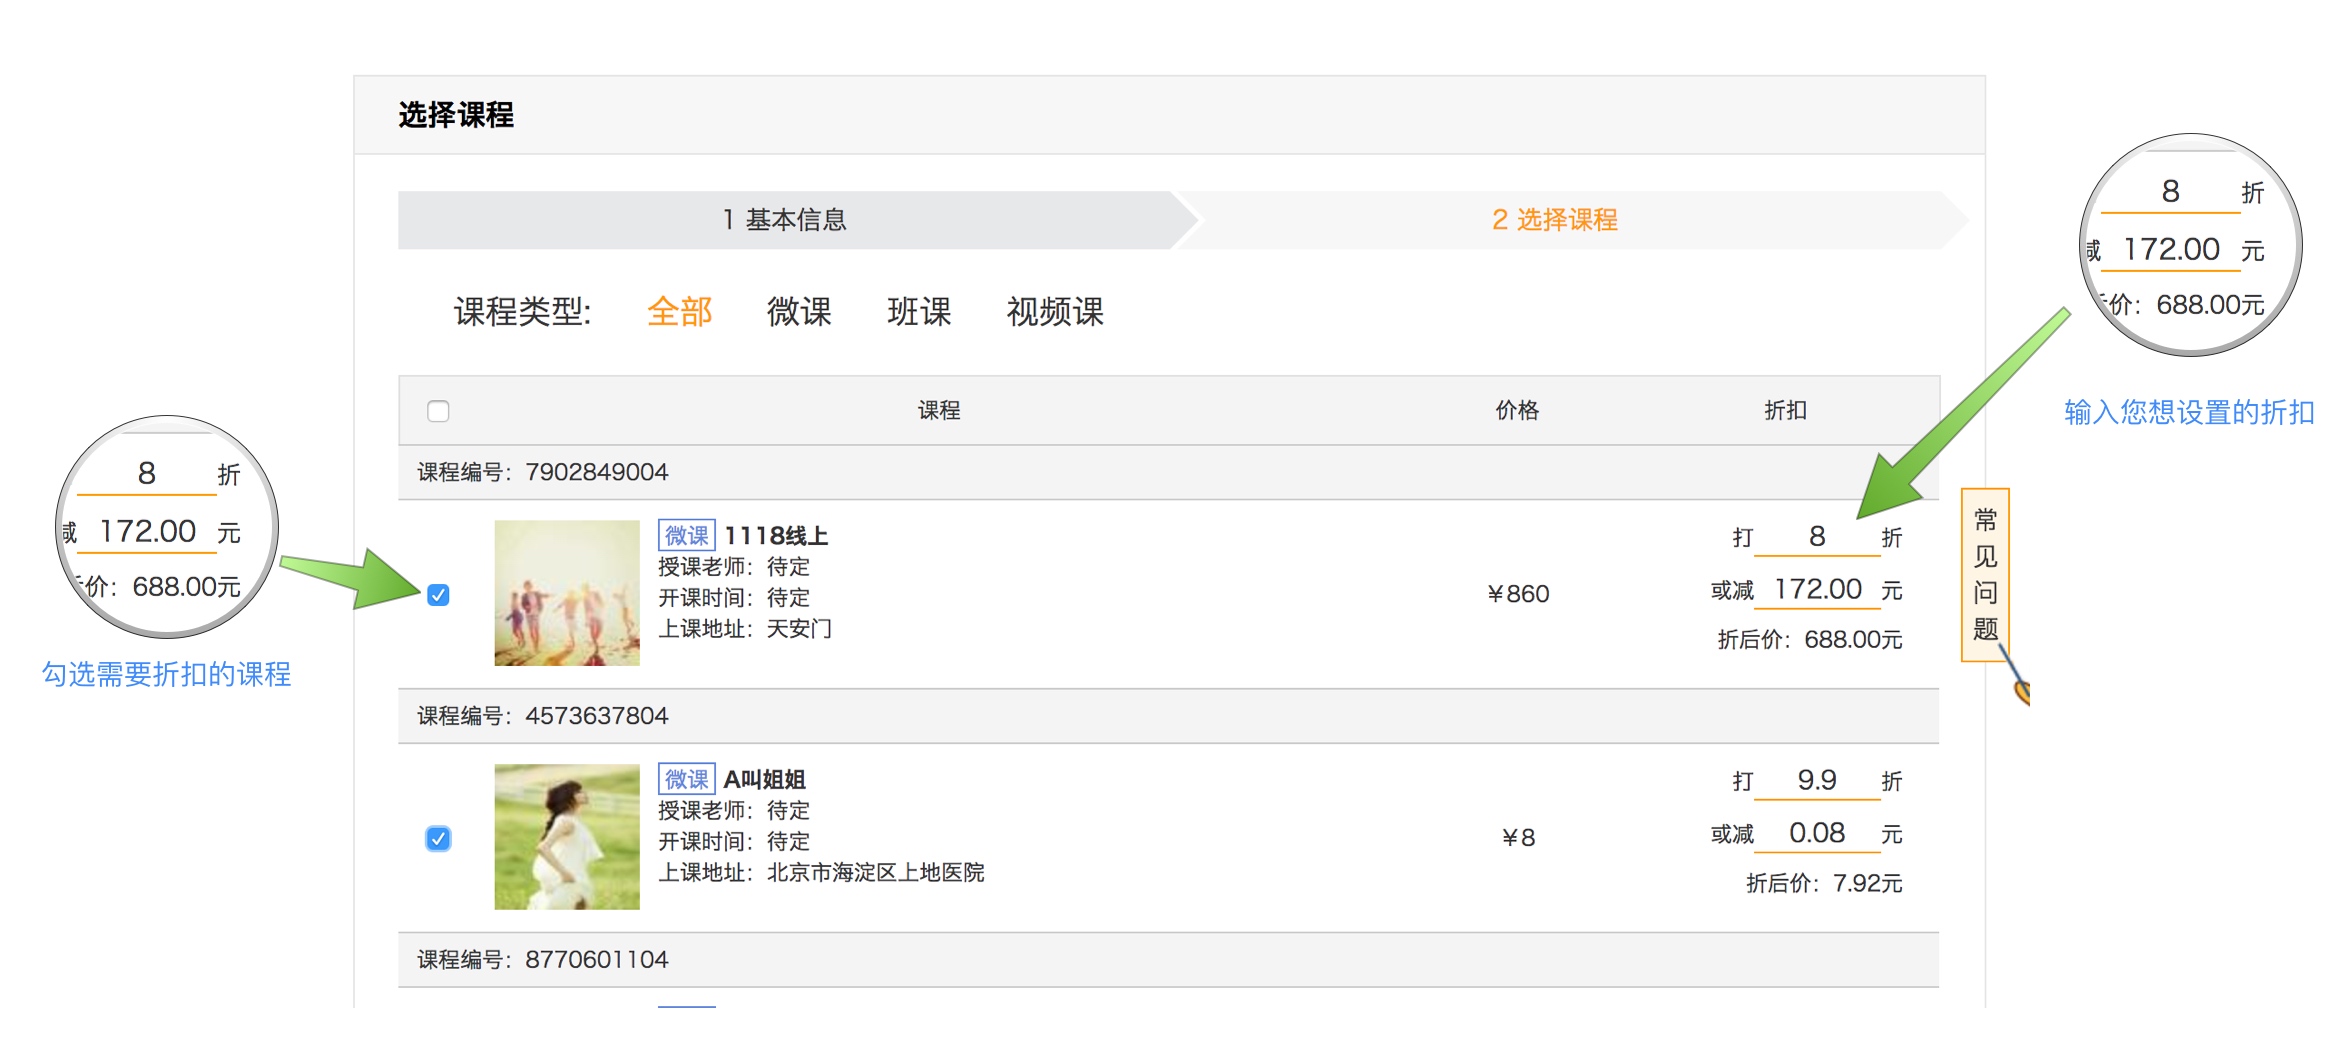 选择课程
1 基本信息
2 选择课程
课程类型: 全部 微课 班课 视频课
课程 价格 折扣
课程编号：7902849004
微课 1118线上
授课老师：待定
开课时间：待定
上课地址：天安门
¥860
打 8 折
或减 172.00 元
折后价：688.00元
课程编号：4573637804
微课 A叫姐姐
授课老师：待定
开课时间：待定
上课地址：北京市海淀区上地医院
¥8
打 9.9 折
或减 0.08 元
折后价：7.92元
课程编号：8770601104
8 折
减 172.00 元
价：688.00元
勾选需要折扣的课程
8 折
减 172.00 元
价：688.00元
输入您想设置的折扣
常见问题